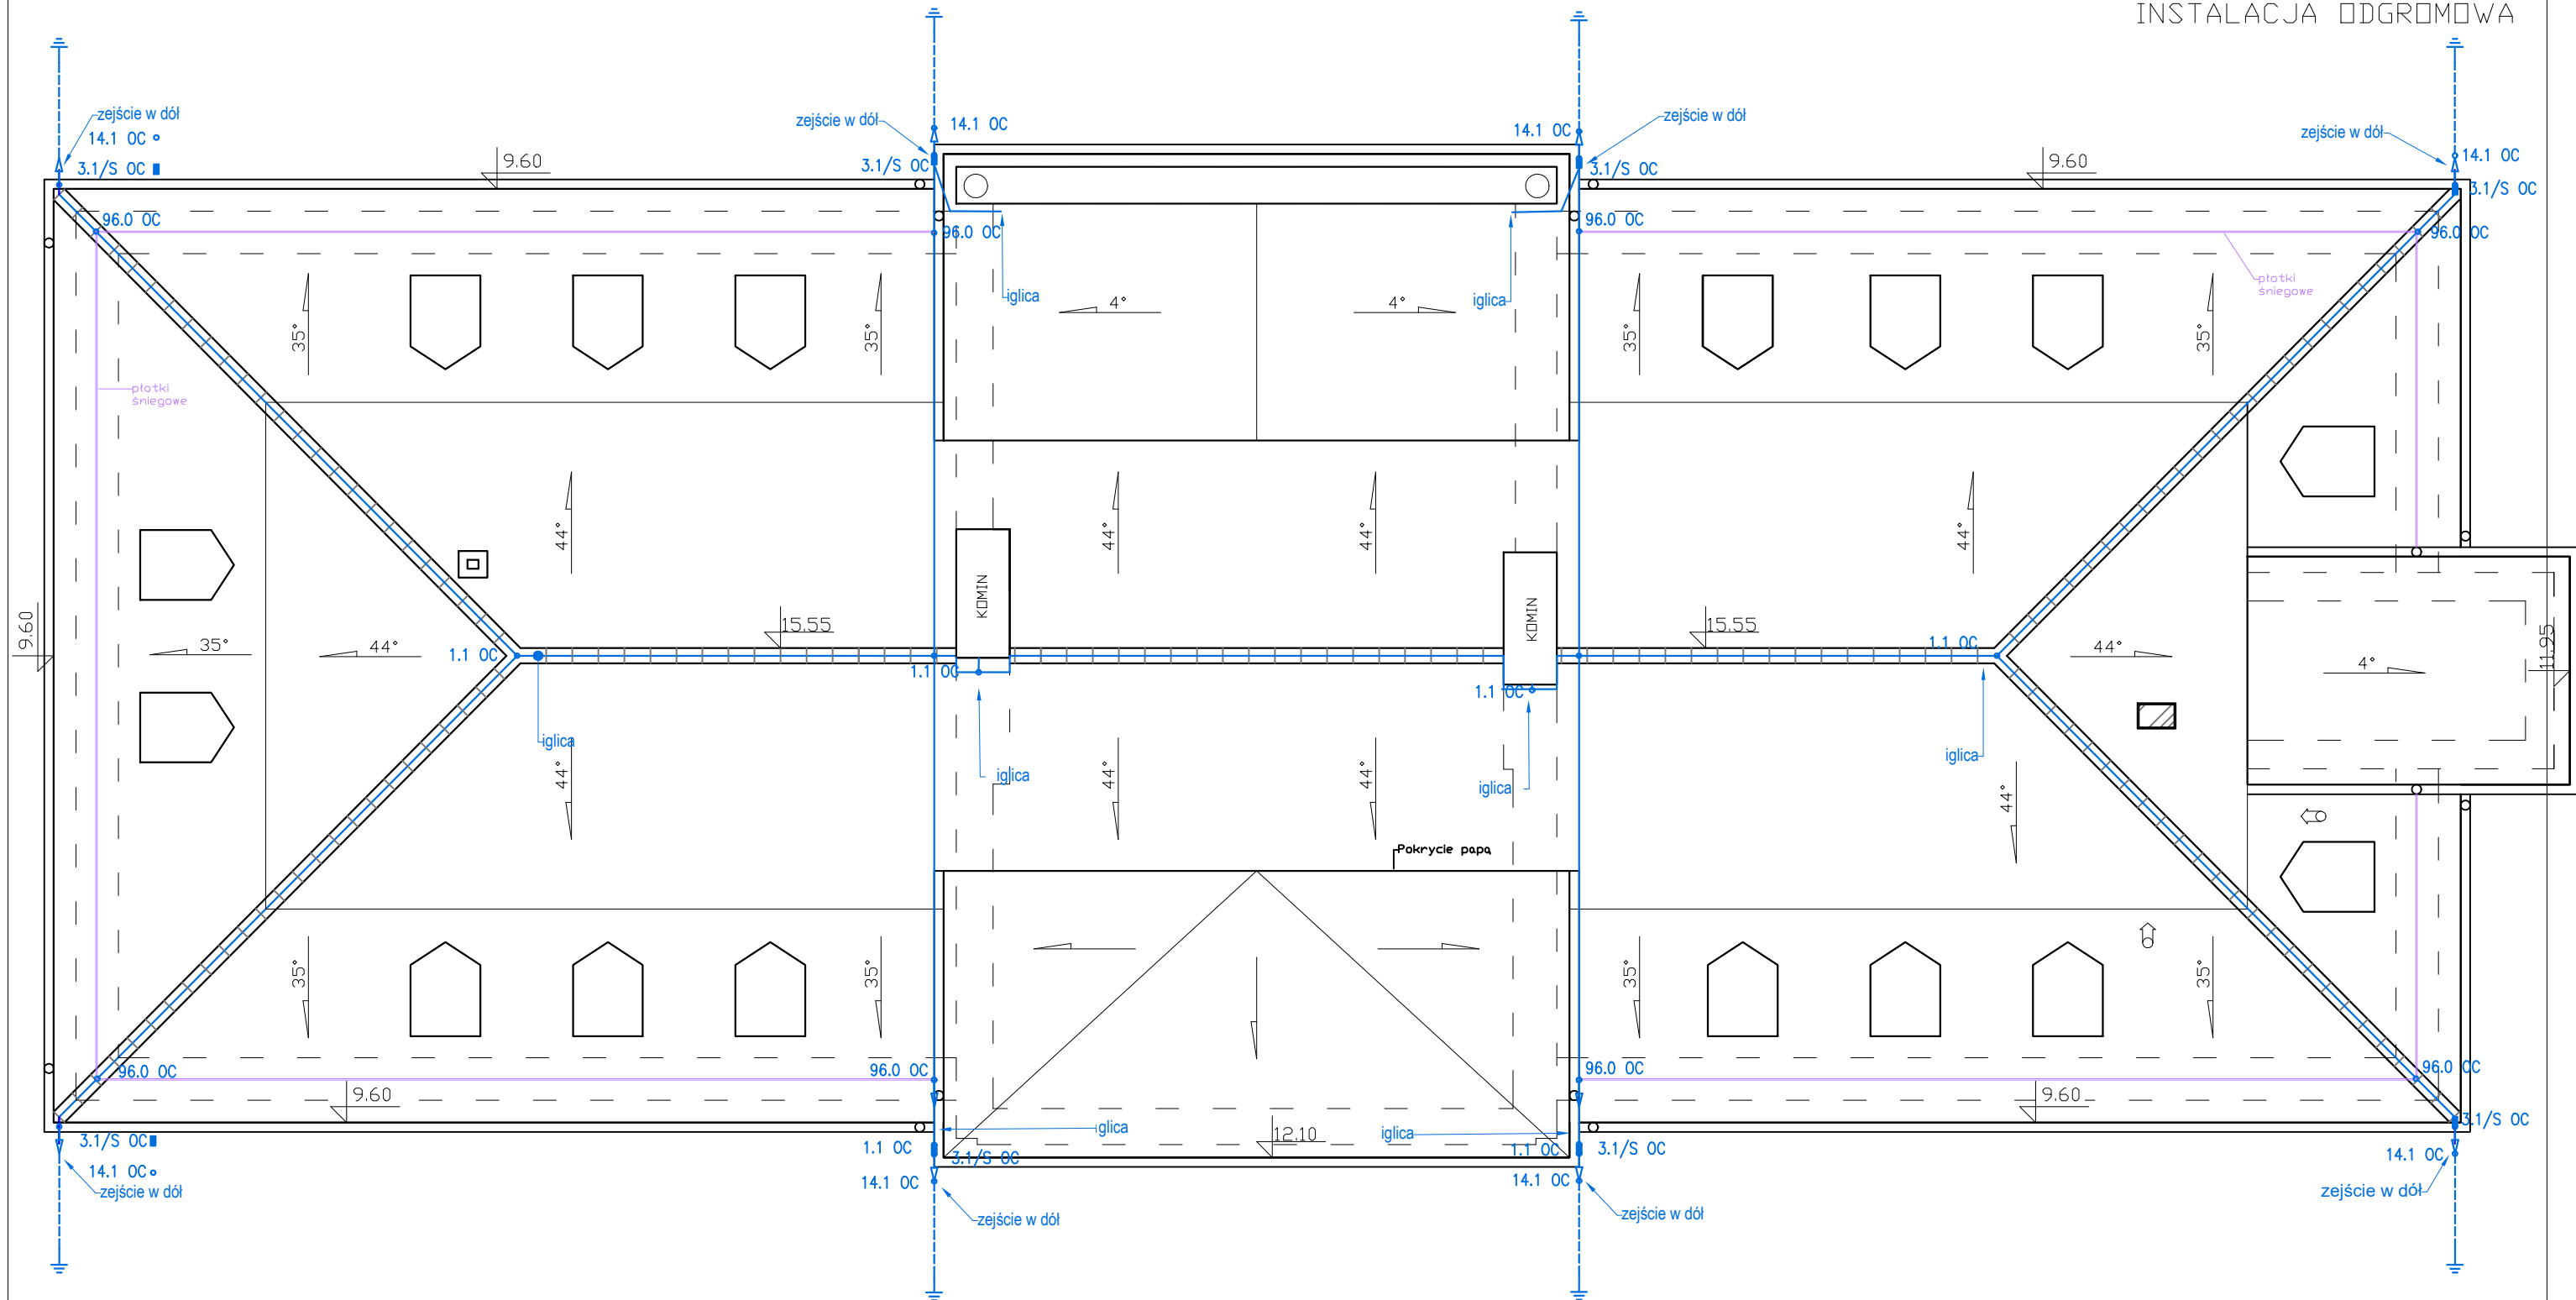 INSTALACJA ODGROMOWA
zejście w dół
14.1 OC
3.1/S OC
9.60
zejście w dół
14.1 OC
3.1/S OC
14.1 OC
zejście w dół
3.1/S OC
9.60
zejście w dół
14.1 OC
3.1/S OC
96.0 OC
96.0 OC
96.0 OC
96.0 OC
iglica
iglica
4°
4°
płotki
śniegowe
35°
35°
35°
35°
płotki
śniegowe
44°
44°
44°
44°
KOMIN
KOMIN
9.60
35°
44°
1.1 OC
15.55
1.1 OC
1.1 OC
15.55
1.1 OC
44°
4°
11.95
iglica
iglica
iglica
iglica
44°
44°
44°
44°
Pokrycie papą
35°
35°
35°
35°
96.0 OC
96.0 OC
96.0 OC
96.0 OC
9.60
9.60
3.1/S OC
14.1 OC
zejście w dół
iglica
1.1 OC
3.1/S OC
14.1 OC
zejście w dół
12.10
iglica
1.1 OC
3.1/S OC
14.1 OC
zejście w dół
3.1/S OC
14.1 OC
zejście w dół